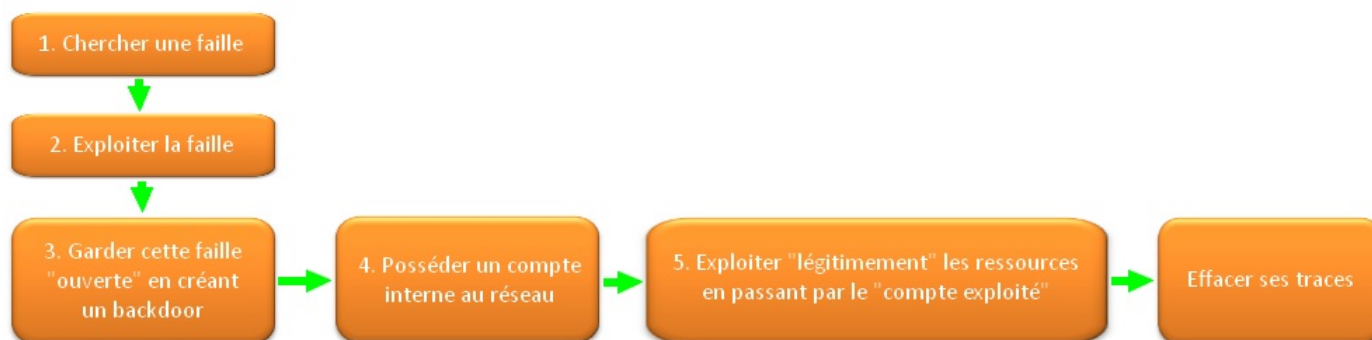 1. Chercher une faille
2. Exploiter la faille
3. Garder cette faille
"ouverte" en créant
un backdoor
4. Posséder un compte
interne au réseau
5. Exploiter "légitimement" les ressources
en passant par le "compte exploité"
Effacer ses traces